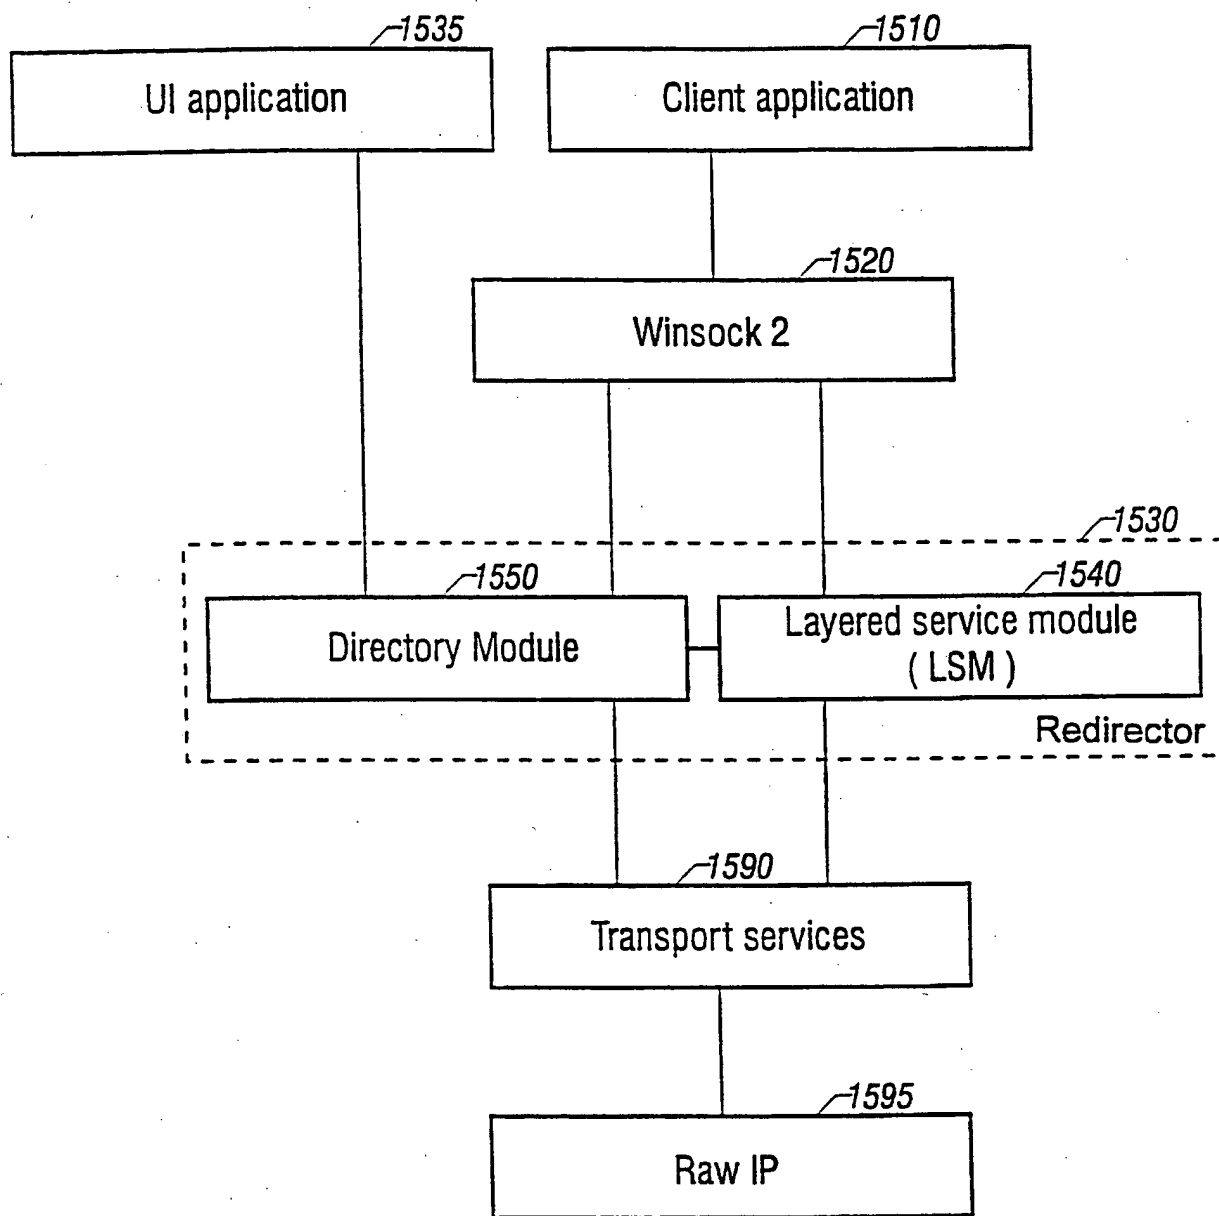 1535
1510
UI application
Client application
1520
Winsock 2
1530
1550
1540
Directory Module
Layered service module
( LSM )
Redirector
1590
Transport services
1595
Raw IP